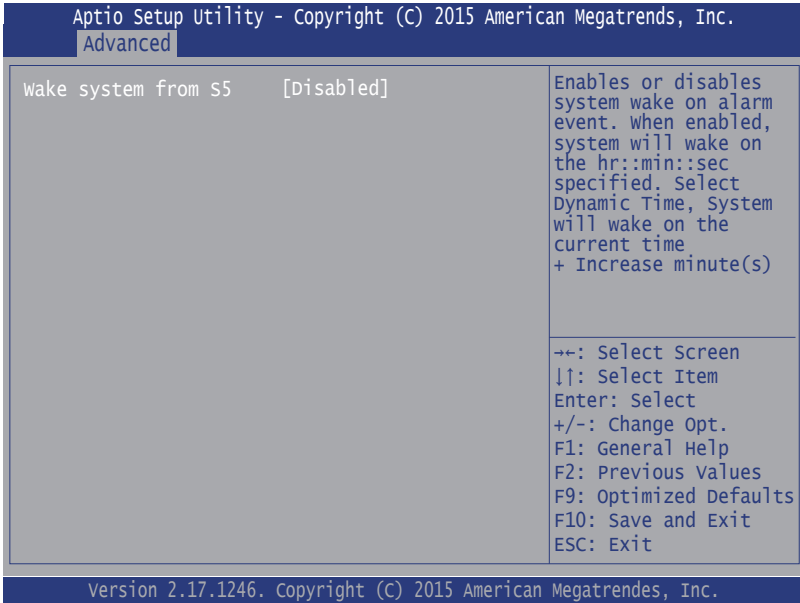 Aptio Setup Utility - Copyright (C) 2015 American Megatrends, Inc.
Advanced
Wake system from S5 [Disabled]
Enables or disables
system wake on alarm
event. When enabled,
system will wake on
the hr::min::sec
specified. Select
Dynamic Time, System
will wake on the
current time
+ Increase minute(s)
→←: Select Screen
↓↑: Select Item
Enter: Select
+/-: Change Opt.
F1: General Help
F2: Previous Values
F9: Optimized Defaults
F10: Save and Exit
ESC: Exit
Version 2.17.1246. Copyright (C) 2015 American Megatrendes, Inc.